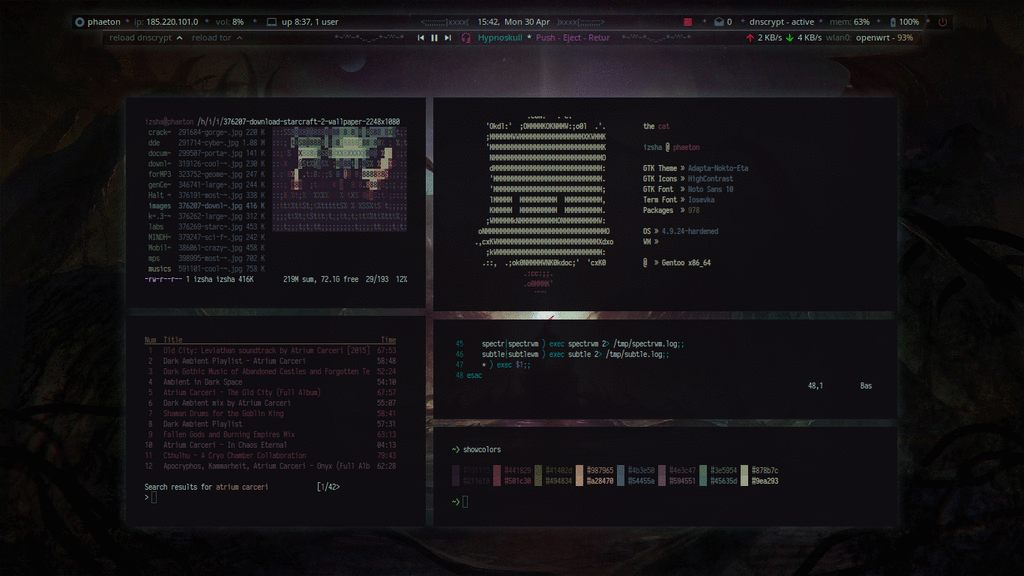 phaeton * ip: 185.220.101.0 * vol: 8% * up 8:37, 1 user
15:42, Mon 30 Apr
0 * dnscrypt - active * mem: 63% * 100% *
reload dnscrypt reload tor
Hypnoskull * Push - Eject - Retur
2 KB/s 4 KB/s wlan0: openwrt - 93%
izsha@phaeton /h/i/i/376207-download-starcraft-2-wallpaper-2248x1080
crack~ 291684-gorge~.jpg 220 K
dde 291714-cybe~.jpg 1.08 M
docum~ 299507-porta~.jpg 141 K
downl~ 319126-cool-~.jpg 230 K
forMP3 323752-geome~.jpg 247 K
genCe~ 346741-large~.jpg 244 K
Halt ~ 376191-most-~.jpg 338 K
images 376207-downl~.jpg 416 K
k~.3-~ 376262-large~.jpg 312 K
labs 376269-starc~.jpg 453 K
MINDH~ 379247-sci-f~.jpg 242 K
Mobil~ 386061-crazy~.jpg 458 K
mps 398995-most-~.jpg 702 K
musics 591101-cool-~.jpg 758 K
-rw-r--r-- 1 izsha izsha 416K 219M sum, 72.1G free 29/193 12%
the cat
izsha @ phaeton
GTK Theme » Adapta-Nokto-Eta
GTK Icons » HighContrast
GTK Font » Noto Sans 10
Term Font » Iosevka
Packages » 978
OS » 4.9.24-hardened
WM »
@ » Gentoo x86_64
Num Title Time
1 Old City: Leviathan soundtrack by Atrium Carceri [2015] 67:53
2 Dark Ambient Playlist - Atrium Carceri 58:48
3 Dark Gothic Music of Abandoned Castles and Forgotten Te 52:24
4 Ambient in Dark Space 54:10
5 Atrium Carceri - The Old City (Full Album) 67:57
6 Dark Ambient mix by Atrium Carceri 55:07
7 Shaman Drums for the Goblin King 58:41
8 Dark Ambient Playlist 57:31
9 Fallen Gods and Burning Empires Mix 63:13
10 Atrium Carceri - In Chaos Eternal 04:13
11 Cthulhu - A Cryo Chamber Collaboration 79:43
12 Apocryphos, Kammarheit, Atrium Carceri - Onyx (Full Alb 62:28
Search results for atrium carceri [1/42>
>
45 spectr|spectrwm ) exec spectrwm 2> /tmp/spectrwm.log;;
46 subtle|subtlewm ) exec subtle 2> /tmp/subtle.log;;
47 * ) exec $1;;
48 esac
48,1 Bas
~> showcolors
#441829 #41402d #987965 #4b3e50 #4e3c47 #3e5954 #878b7c
#501c30 #494834 #a28470 #54455a #594551 #45635d #9ea293
~>